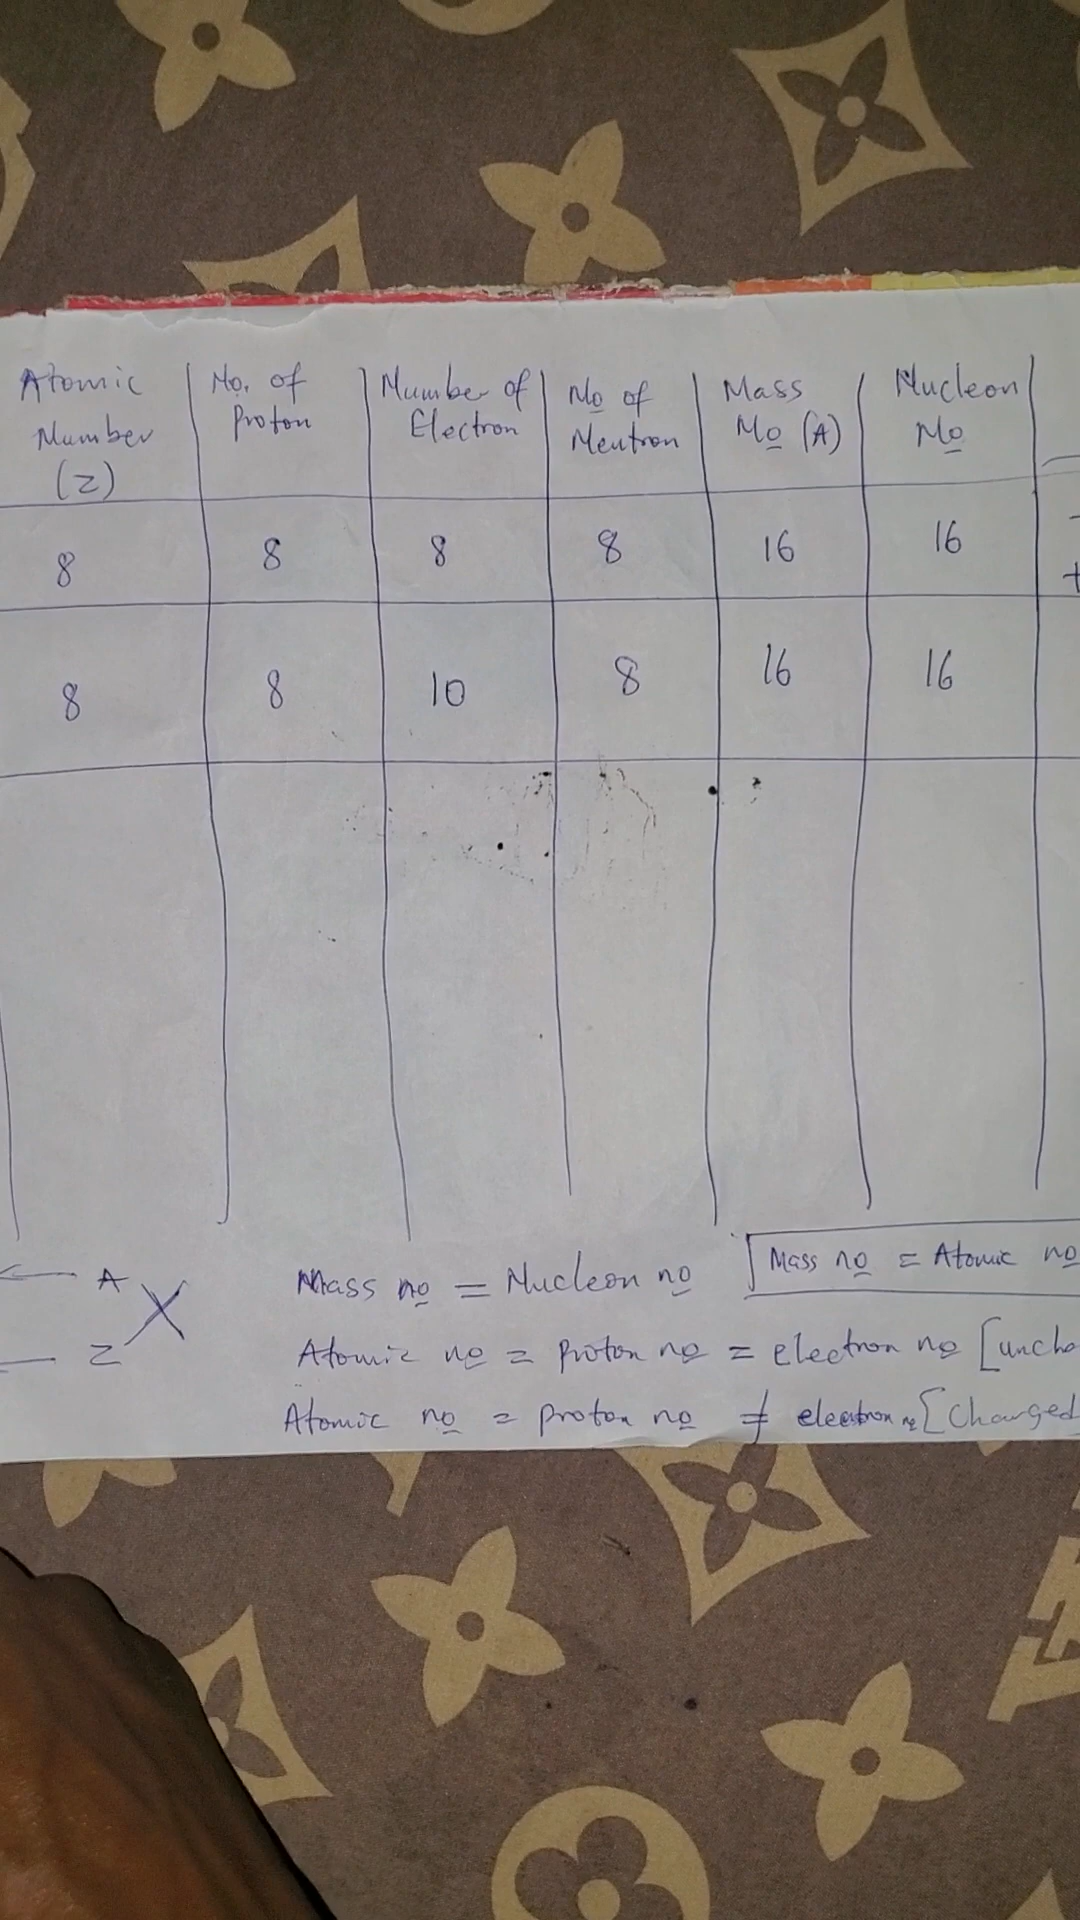 Atomic Number (Z) | No. of Proton | Number of Electron | No of Neutron | Mass No (A) | Nucleon No
8 | 8 | 8 | 8 | 16 | 16
8 | 8 | 10 | 8 | 16 | 16
A
X
Z
Mass no = Nucleon no
Mass no = Atomic no
Atomic no = proton no = electron no [
Atomic no = proton no ≠ electron no [Charged